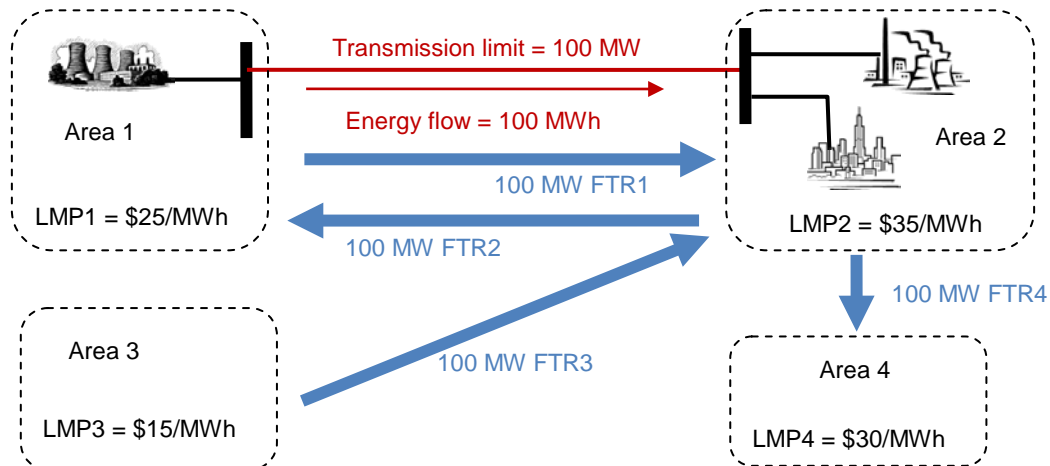 Transmission limit = 100 MW
Area 1
Energy flow = 100 MWh
Area 2
100 MW FTR1
LMP1 = $25/MWh
LMP2 = $35/MWh
100 MW FTR2
100 MW FTR4
Area 3
100 MW FTR3
Area 4
LMP3 = $15/MWh
LMP4 = $30/MWh